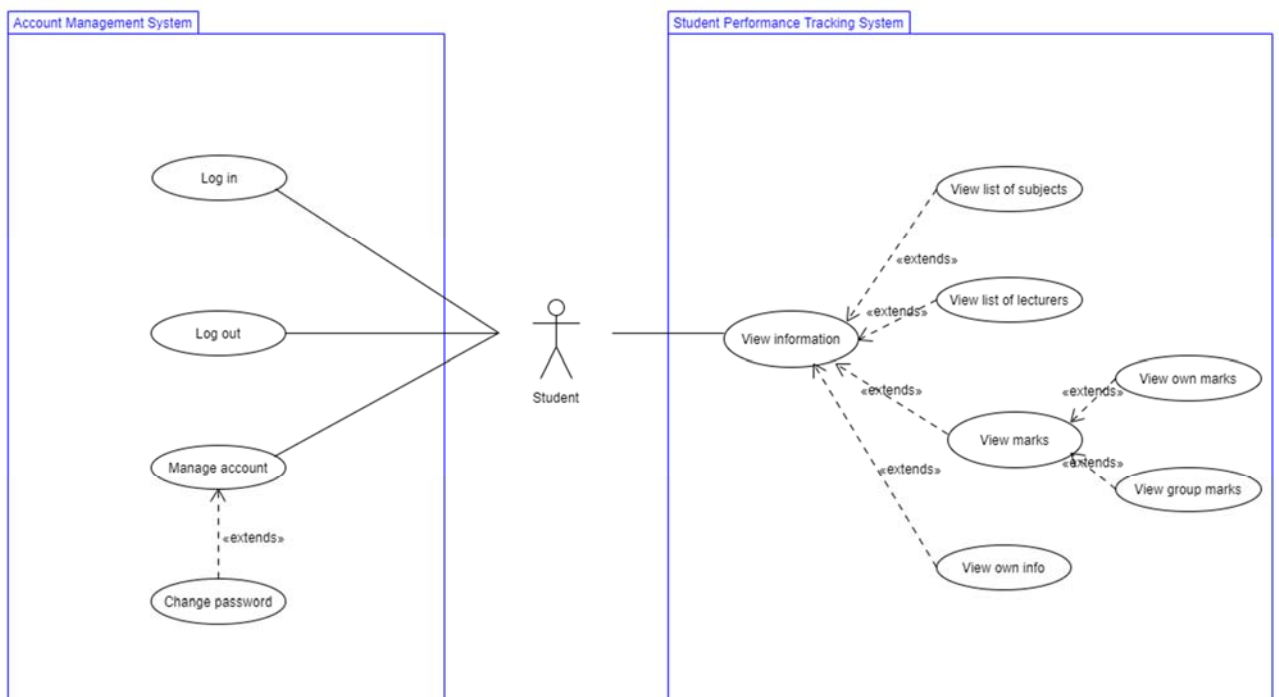 Account Management System
Student Performance Tracking System
Log in
View list of subjects
«extends»
View list of lecturers
«extends»
Log out
View information
Student
View own marks
«extends»
«extends»
View marks
Manage account
«extends»
«extends»
View group marks
«extends»
View own info
Change password